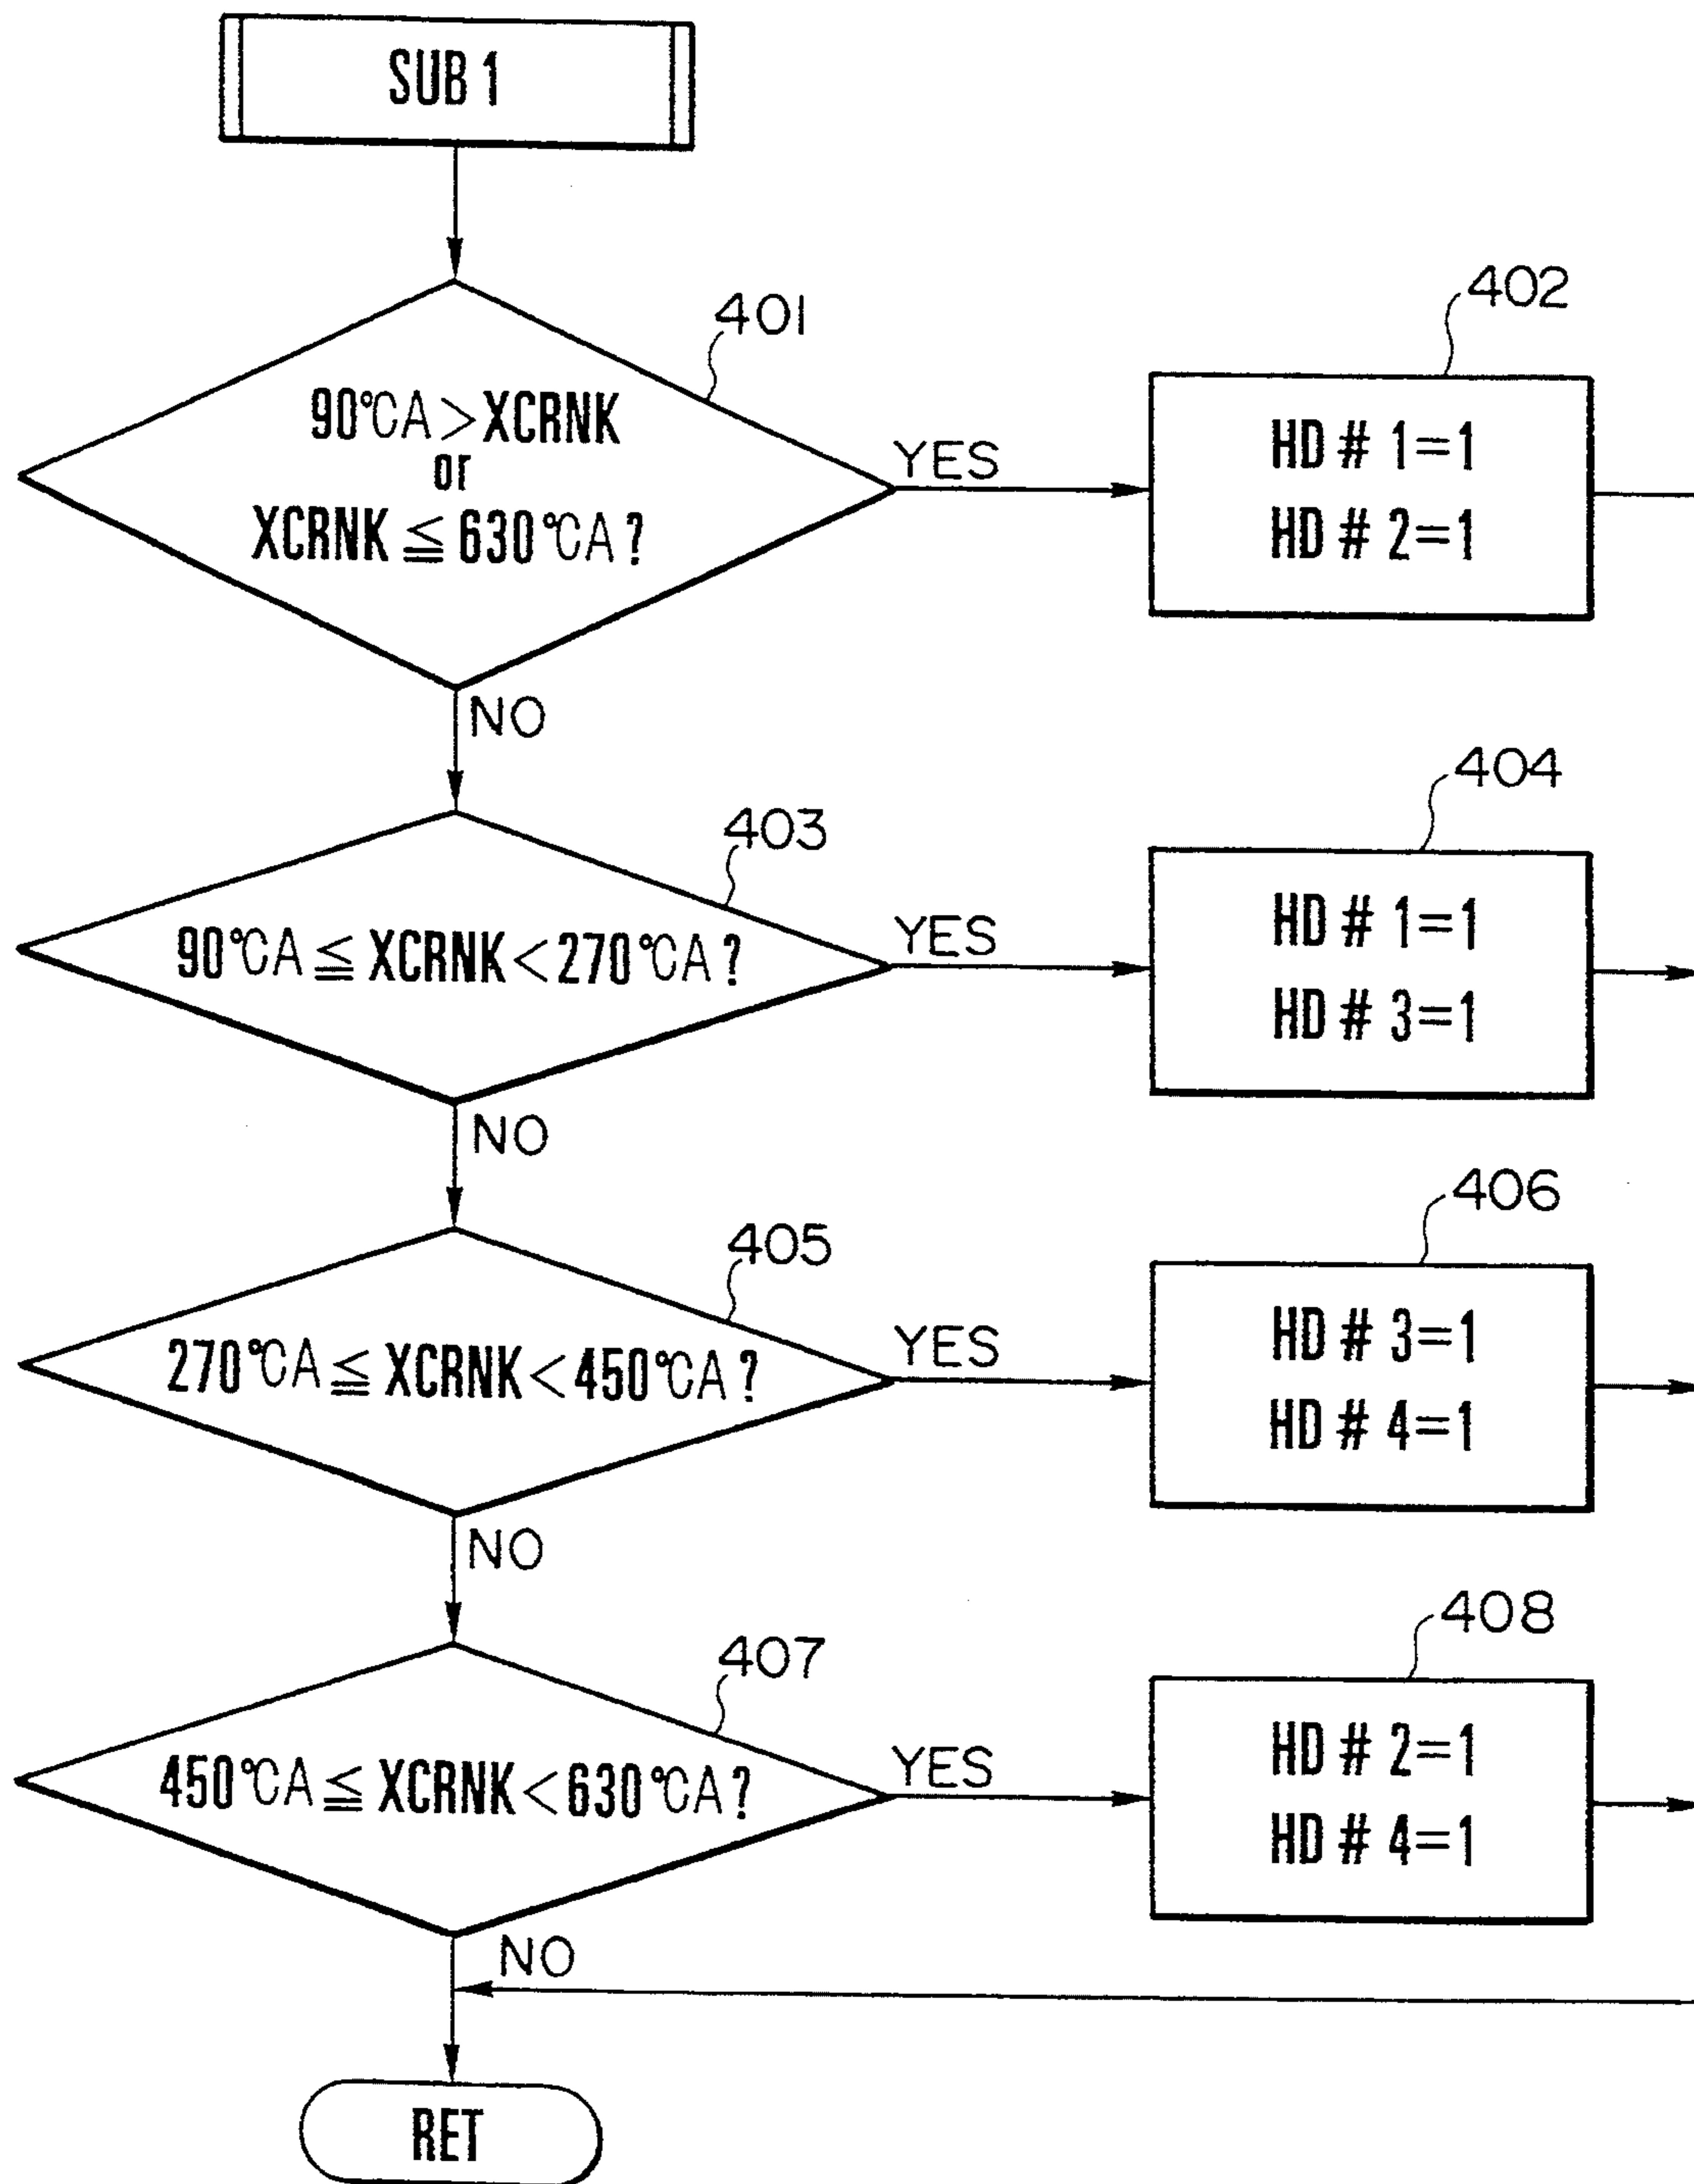 SUB 1
401
90°CA > XCRNK
or
XCRNK ≦ 630°CA ?
YES
402
HD # 1=1
HD # 2=1
NO
403
90°CA ≦ XCRNK < 270°CA ?
YES
404
HD # 1=1
HD # 3=1
NO
405
270°CA ≦ XCRNK < 450°CA ?
YES
406
HD # 3=1
HD # 4=1
NO
407
450°CA ≦ XCRNK < 630°CA ?
YES
408
HD # 2=1
HD # 4=1
NO
RET